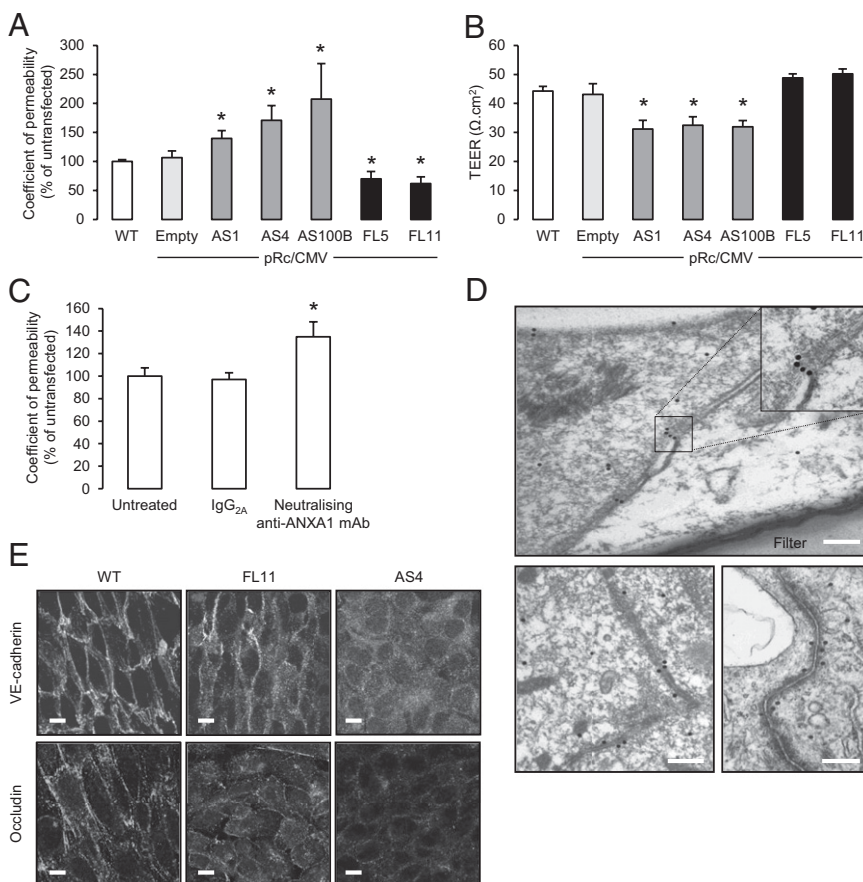 A
Coefficient of permeability
(% of untransfected)
300
250
200
150
100
50
0
*
*
*
*
*
WT
Empty
AS1
AS4
AS100B
FL5
FL11
pRc/CMV
B
TEER (Ω.cm²)
60
50
40
30
20
10
0
*
*
*
WT
Empty
AS1
AS4
AS100B
FL5
FL11
pRc/CMV
C
Coefficient of permeability
(% of untransfected)
160
140
120
100
80
60
40
20
0
*
Untreated
IgG2A
Neutralising
anti-ANXA1 mAb
D
Filter
E
WT
FL11
AS4
VE-cadherin
Occludin